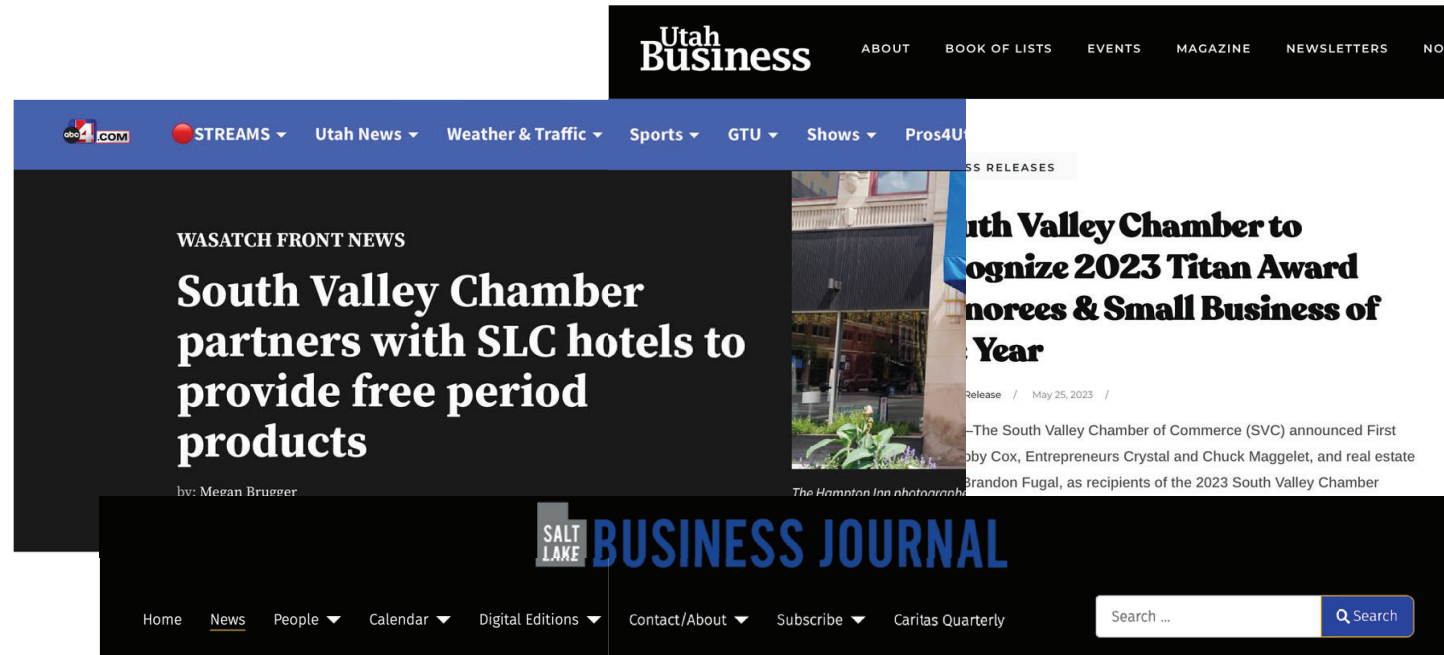 Utah
Business
ABOUT BOOK OF LISTS EVENTS MAGAZINE NEWSLETTERS NO
abc 4 .COM STREAMS Utah News Weather & Traffic Sports GTU Shows Pros4Ut
SS RELEASES
WASATCH FRONT NEWS
South Valley Chamber
partners with SLC hotels to
provide free period
products
by: Megan Brugger
The Hampton Inn photographe
uth Valley Chamber to
ognize 2023 Titan Award
norees & Small Business of
Year
Release / May 25, 2023 /
–The South Valley Chamber of Commerce (SVC) announced First
bby Cox, Entrepreneurs Crystal and Chuck Maggelet, and real estate
Brandon Fugal, as recipients of the 2023 South Valley Chamber
SALT
LAKE
BUSINESS JOURNAL
Home News People Calendar Digital Editions Contact/About Subscribe Caritas Quarterly
Search ... Search